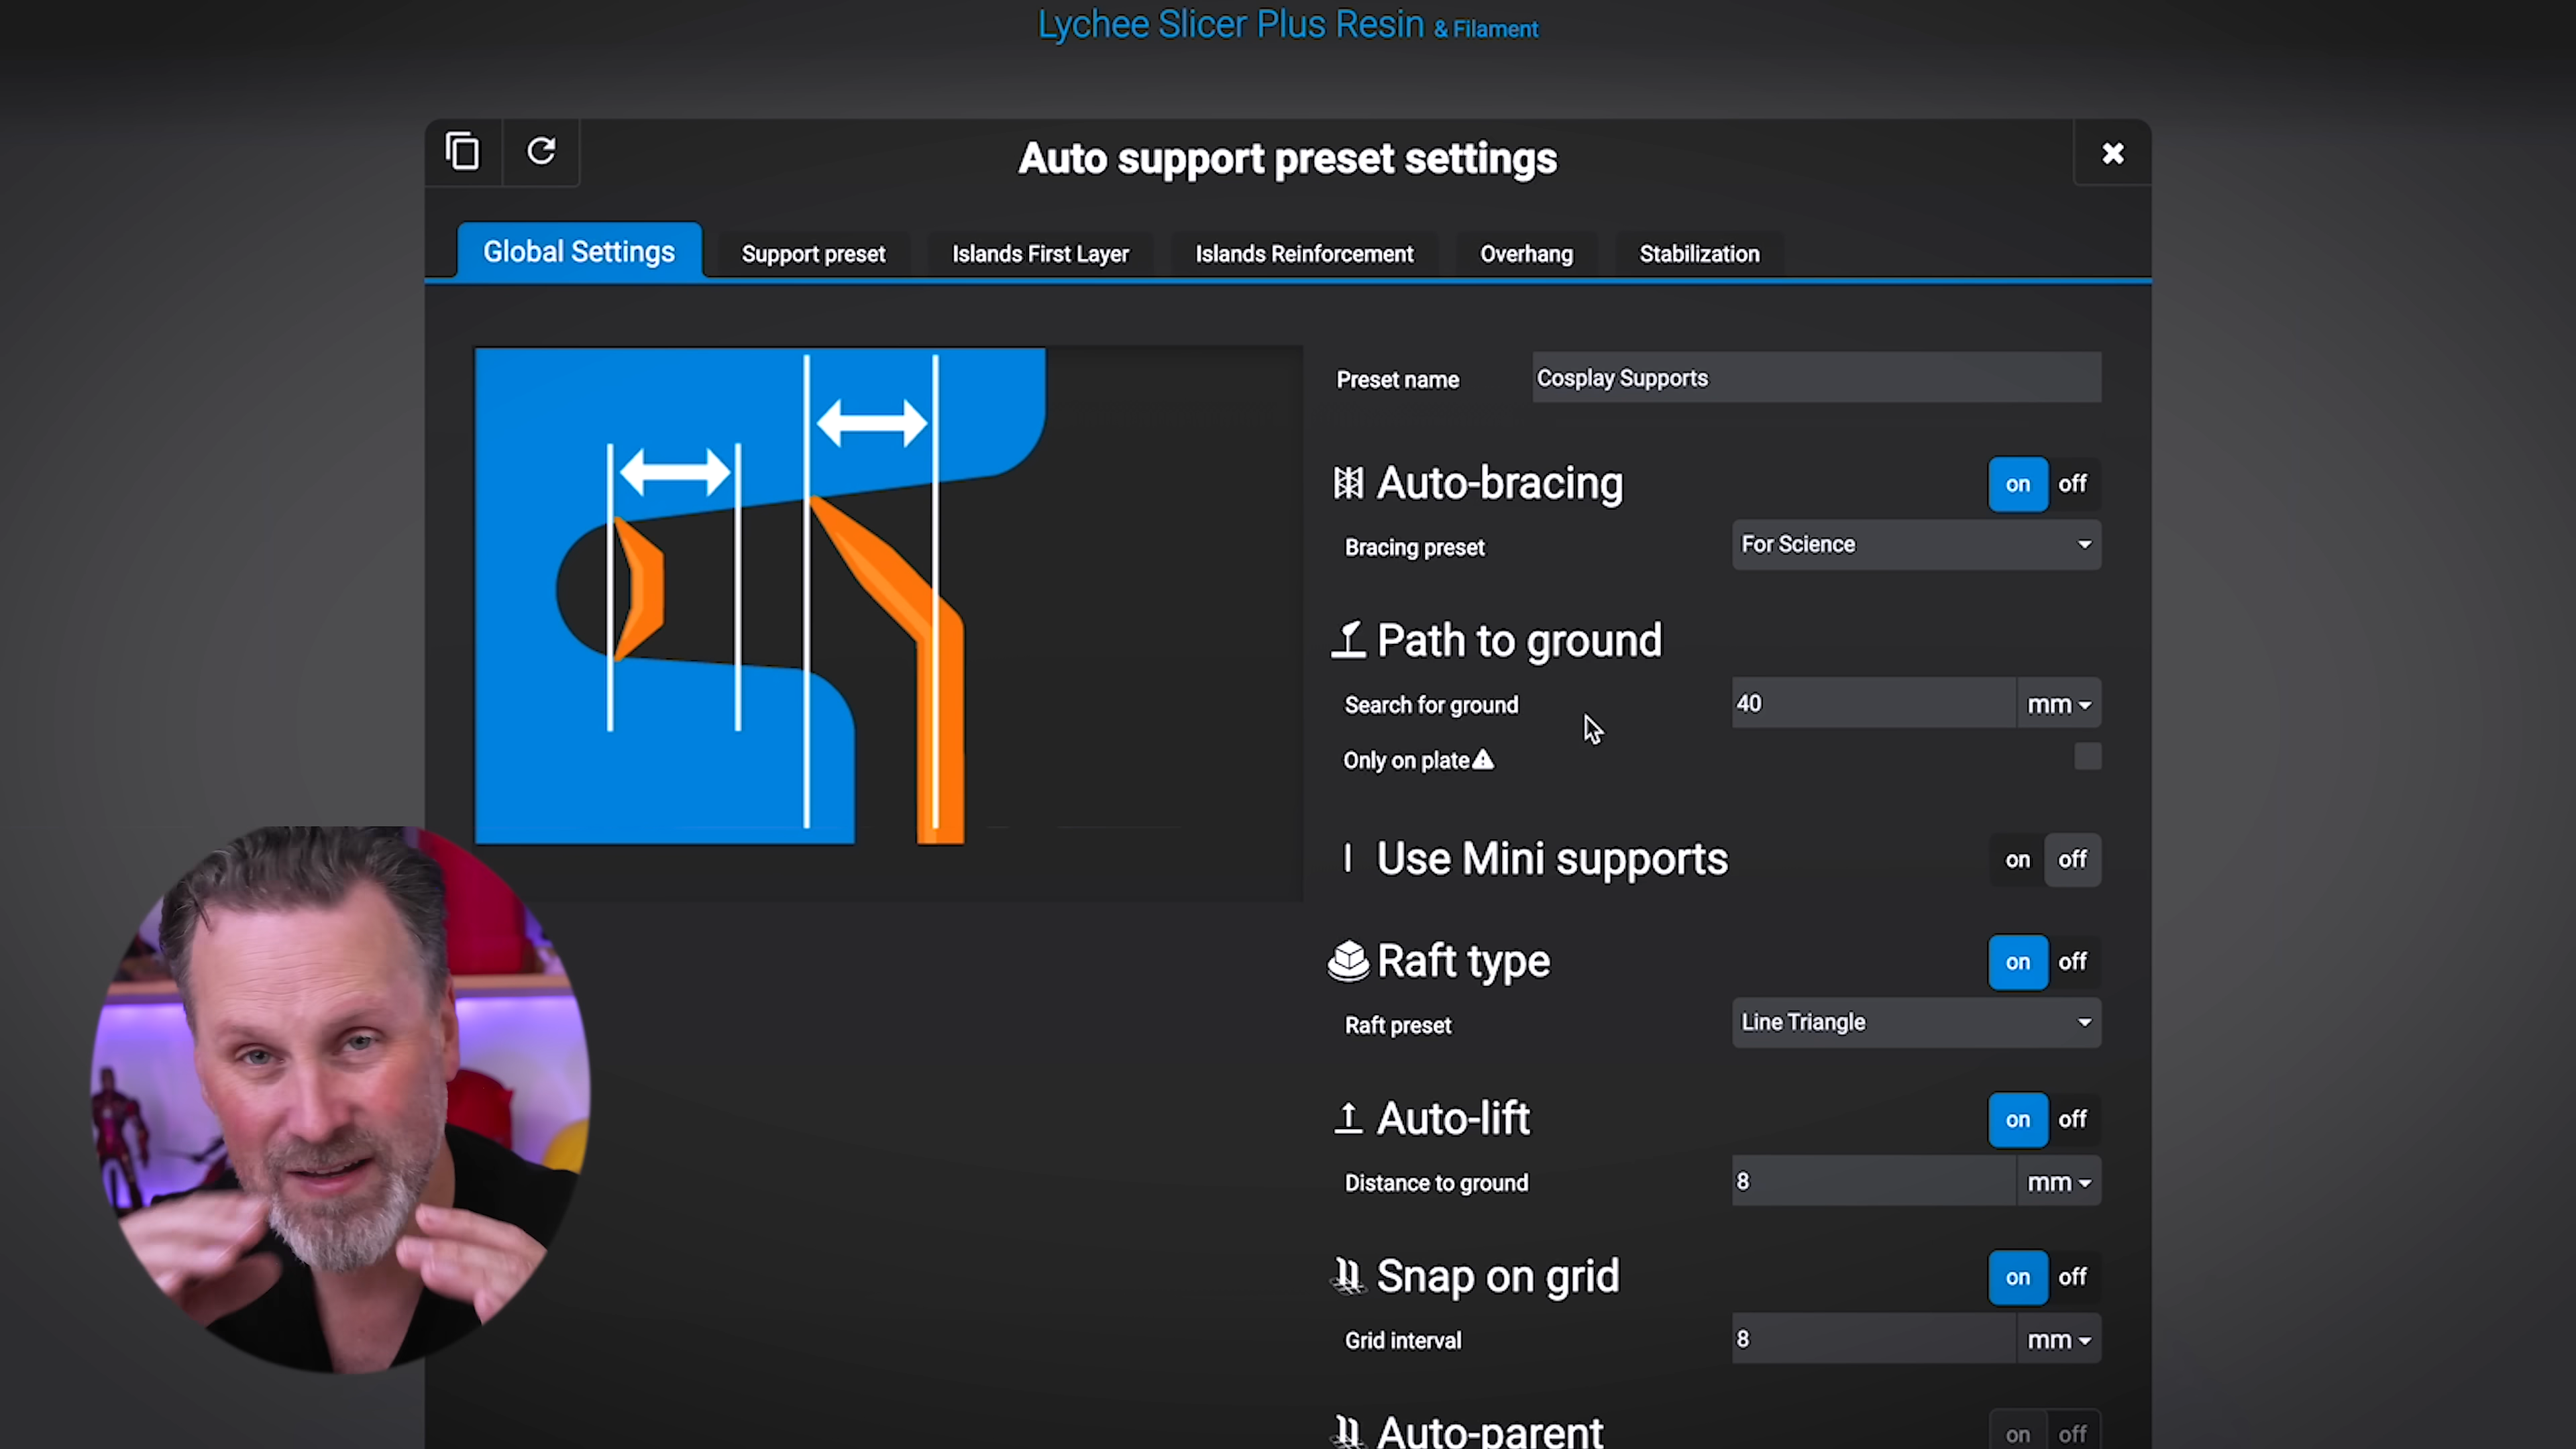 Lychee Slicer Plus Resin & Filament
Auto support preset settings
Global Settings
Support preset
Islands First Layer
Islands Reinforcement
Overhang
Stabilization
Preset name
Cosplay Supports
Auto-bracing
on off
Bracing preset
For Science
Path to ground
Search for ground
40
mm
Only on plate
Use Mini supports
on off
Raft type
on off
Raft preset
Line Triangle
Auto-lift
on off
Distance to ground
8
mm
Snap on grid
on off
Grid interval
8
mm
Auto-parent
on off